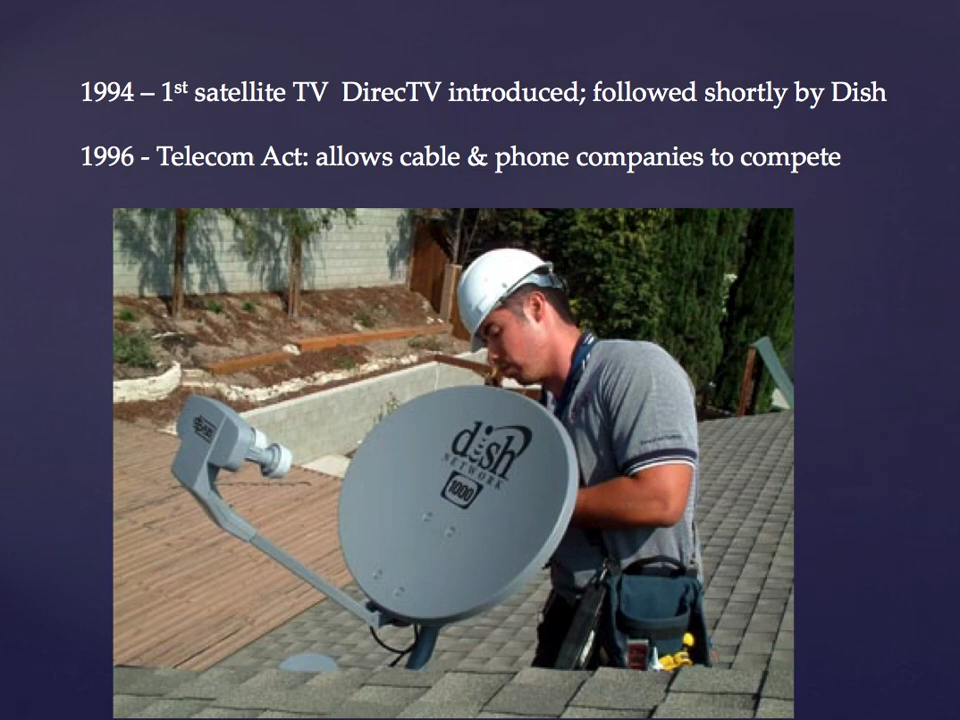 1994 – 1st satellite TV DirecTV introduced; followed shortly by Dish
1996 - Telecom Act: allows cable & phone companies to compete
dish
NETWORK
1000